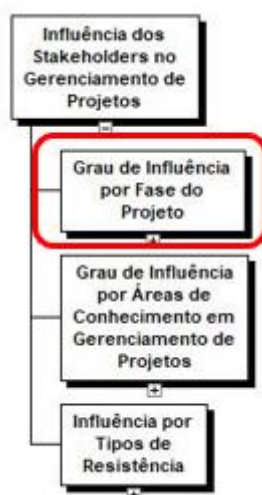 Influência dos
Stakeholders no
Gerenciamento de
Projetos
Grau de Influência
por Fase do
Projeto
Grau de Influência
por Áreas de
Conhecimento em
Gerenciamento de
Projetos
Influência por
Tipos de
Resistência